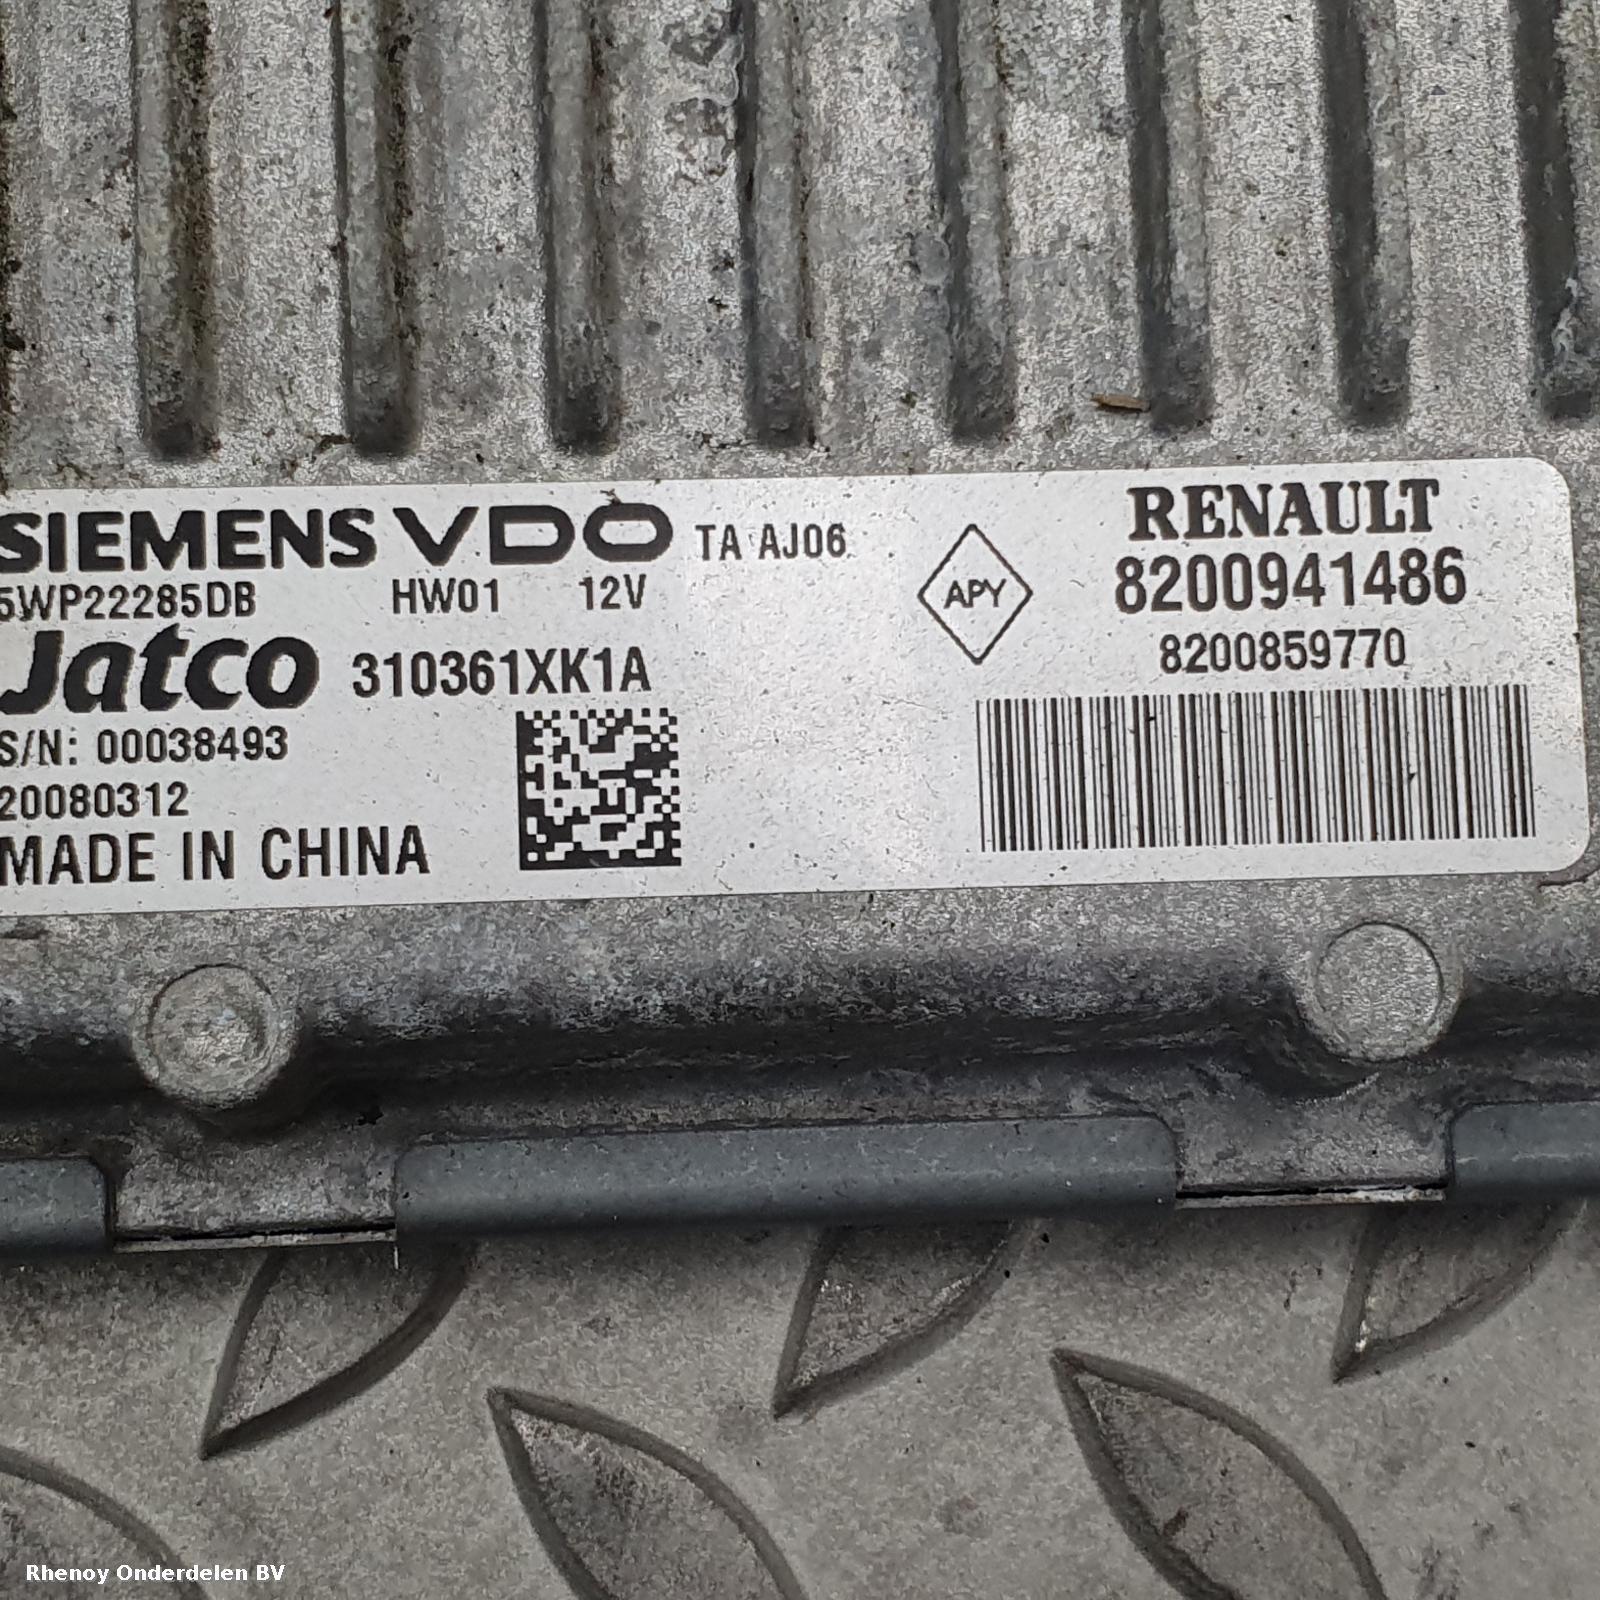 SIEMENS VDO TA AJ06
5WP22285DB HW01 12V
Jatco 310361XK1A
S/N: 00038493
20080312
MADE IN CHINA
APY
RENAULT
8200941486
8200859770
Rhenoy Onderdelen BV